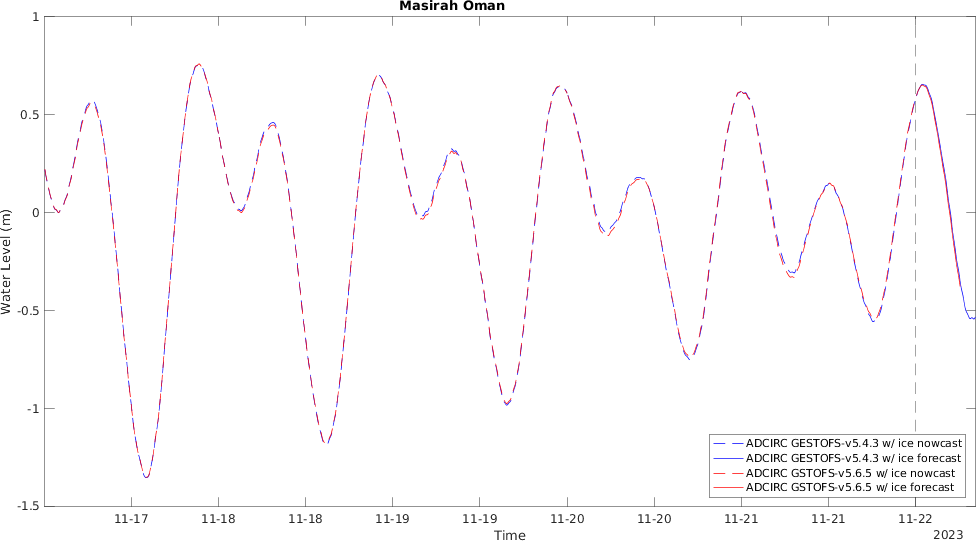 Masirah Oman
1
0.5
0
-0.5
-1
-1.5
Water Level (m)
ADCIRC GESTOFS-v5.4.3 w/ ice nowcast
ADCIRC GESTOFS-v5.4.3 w/ ice forecast
ADCIRC GSTOFS-v5.6.5 w/ ice nowcast
ADCIRC GSTOFS-v5.6.5 w/ ice forecast
11-17 11-18 11-18 11-19 11-19 11-20 11-20 11-21 11-21 11-22
Time
2023